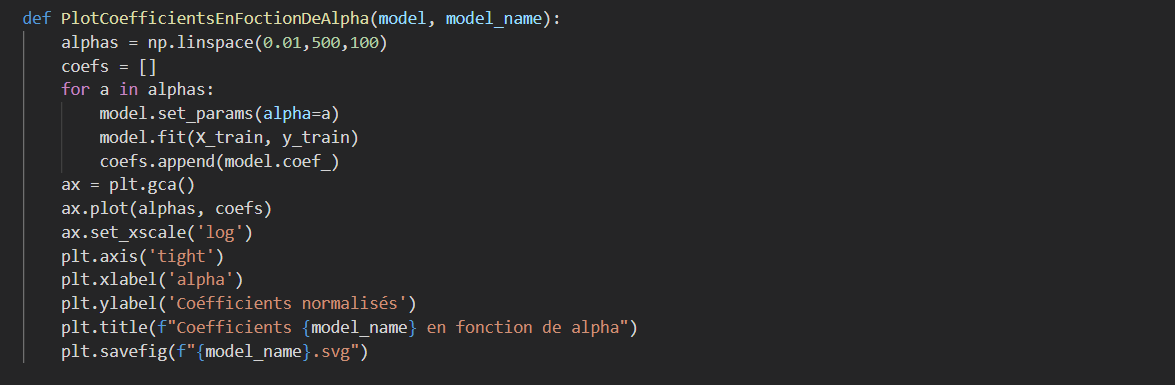 def PlotCoefficientsEnFoctionDeAlpha(model, model_name):
    alphas = np.linspace(0.01,500,100)
    coefs = []
    for a in alphas:
        model.set_params(alpha=a)
        model.fit(X_train, y_train)
        coefs.append(model.coef_)
    ax = plt.gca()
    ax.plot(alphas, coefs)
    ax.set_xscale('log')
    plt.axis('tight')
    plt.xlabel('alpha')
    plt.ylabel('Coéfficients normalisés')
    plt.title(f"Coefficients {model_name} en fonction de alpha")
    plt.savefig(f"{model_name}.svg")